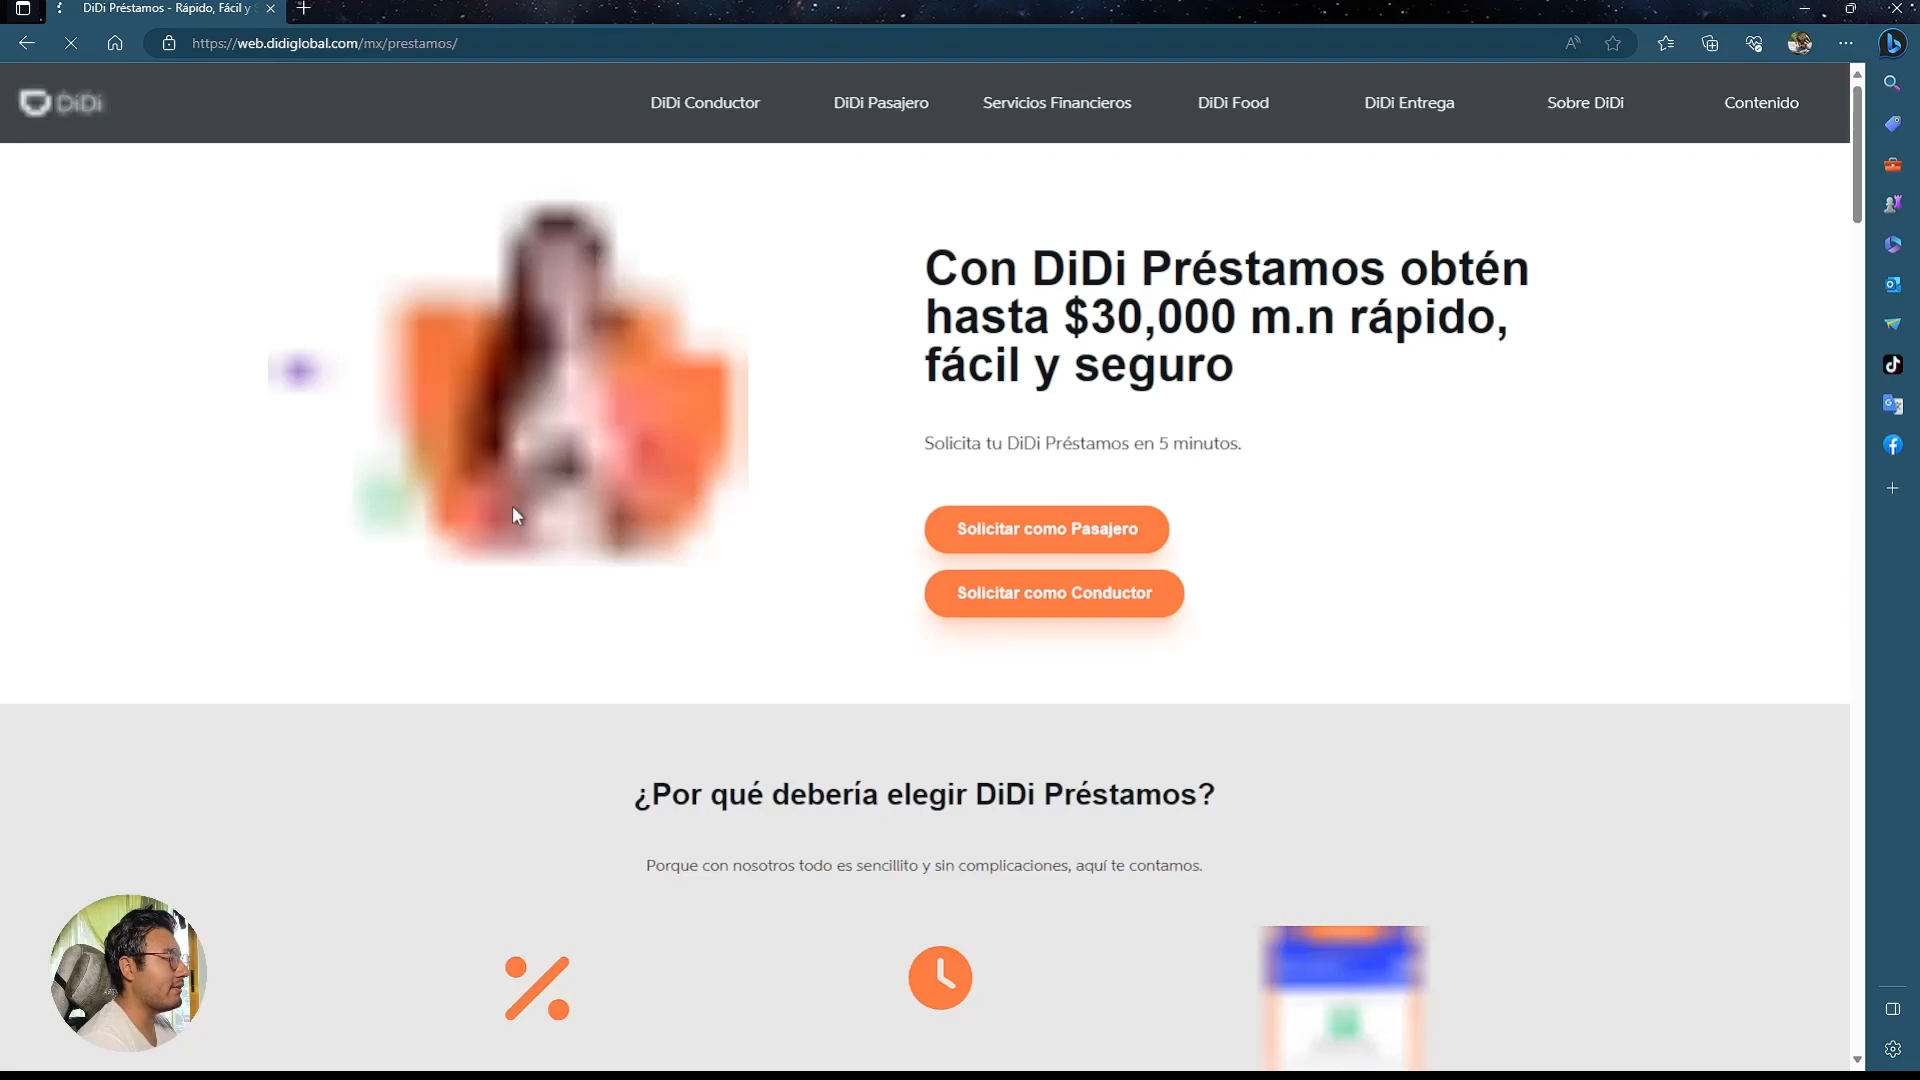 DiDi Préstamos - Rápido, Fácil y
https://web.didiglobal.com/mx/prestamos/
DiDi
DiDi Conductor
DiDi Pasajero
Servicios Financieros
DiDi Food
DiDi Entrega
Sobre DiDi
Contenido
Con DiDi Préstamos obtén
hasta $30,000 m.n rápido,
fácil y seguro
Solicita tu DiDi Préstamos en 5 minutos.
Solicitar como Pasajero
Solicitar como Conductor
¿Por qué debería elegir DiDi Préstamos?
Porque con nosotros todo es sencillito y sin complicaciones, aquí te contamos.